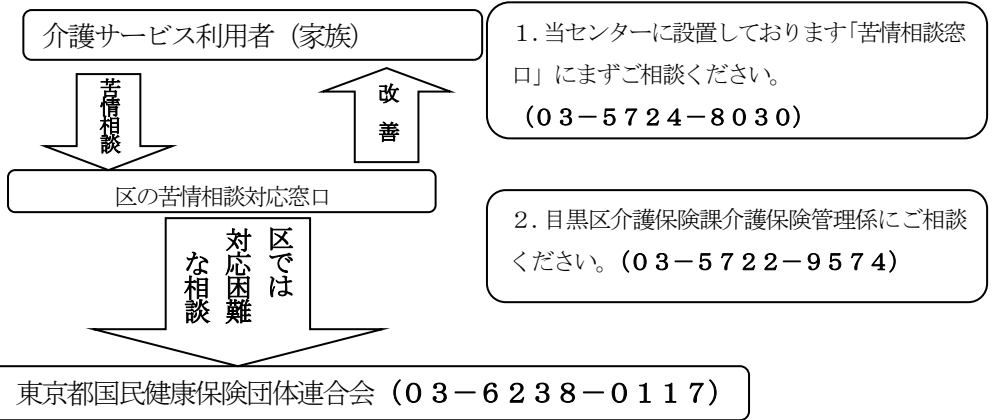 介護サービス利用者（家族）
1．当センターに設置しております「苦情相談窓
口」にまずご相談ください。
（０３－５７２４－８０３０）
苦情相談
改善
区の苦情相談対応窓口
2．目黒区介護保険課介護保険管理係にご相談
ください。（０３－５７２２－９５７４）
区では
対応困難
な相談
東京都国民健康保険団体連合会（０３－６２３８－０１１７）